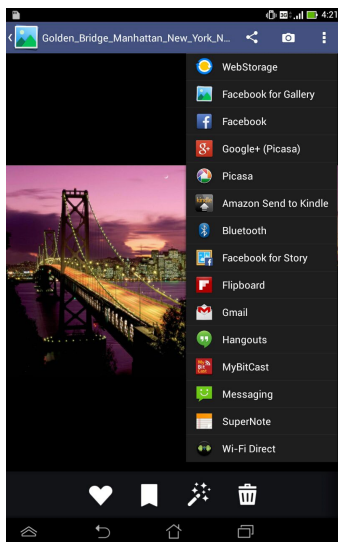 3G
4:21
Golden_Bridge_Manhattan_New_York_N...
WebStorage
Facebook for Gallery
Facebook
Google+ (Picasa)
Picasa
Amazon Send to Kindle
Bluetooth
Facebook for Story
Flipboard
Gmail
Hangouts
MyBitCast
Messaging
SuperNote
Wi-Fi Direct